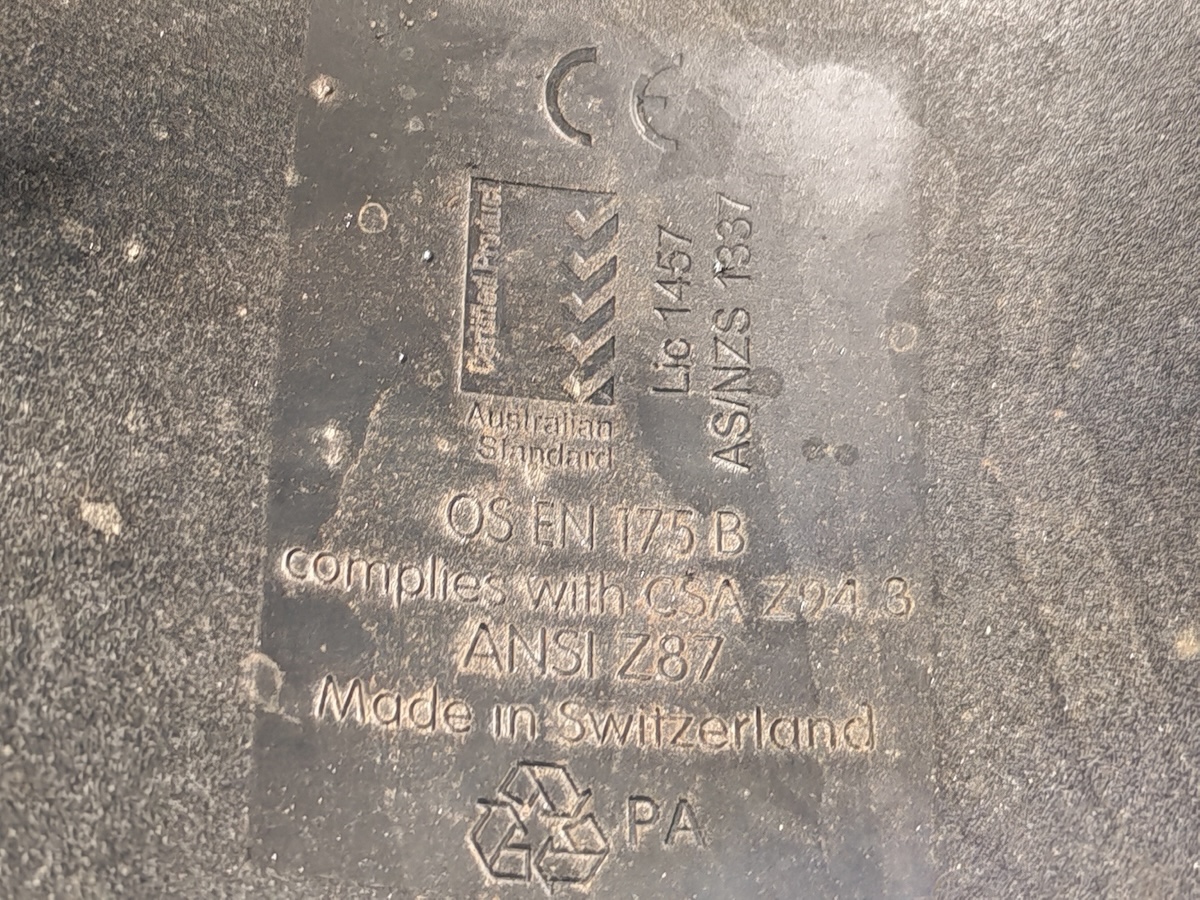 CE
Certified Product
Australian
Standard
Lic 1457
AS/NZS 1337
OS EN 175 B
complies with CSA Z94.3
ANSI Z87
Made in Switzerland
PA